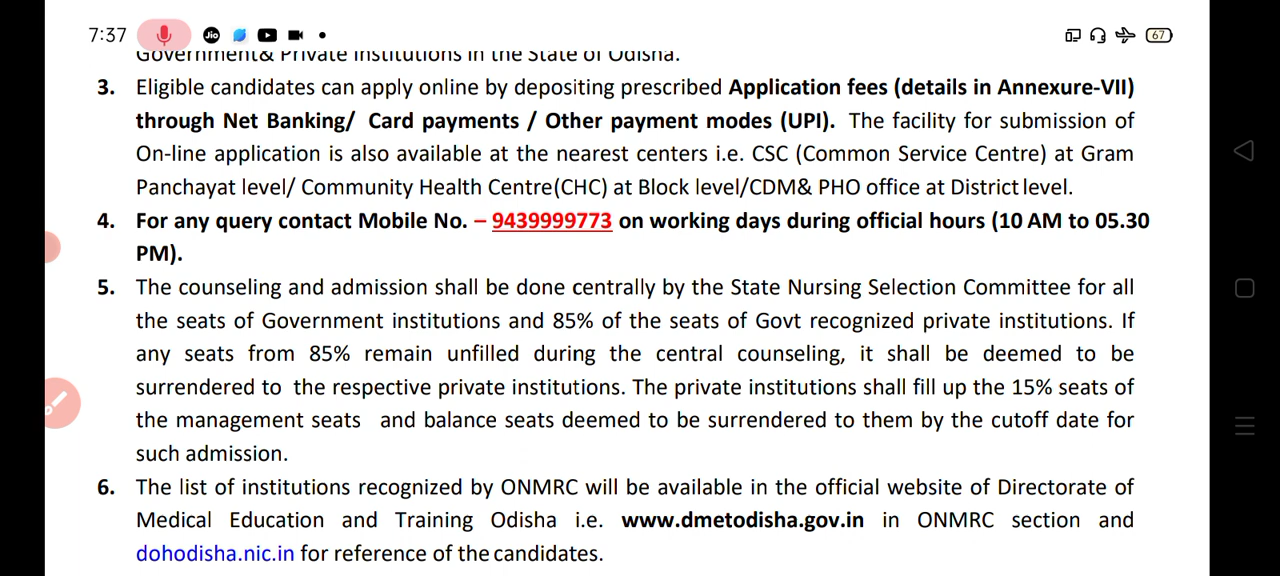 7:37
Jio
67
Government& Private Institutions in the State of Odisha.
3. Eligible candidates can apply online by depositing prescribed Application fees (details in Annexure-VII)
through Net Banking/ Card payments / Other payment modes (UPI). The facility for submission of
On-line application is also available at the nearest centers i.e. CSC (Common Service Centre) at Gram
Panchayat level/ Community Health Centre(CHC) at Block level/CDM& PHO office at District level.
4. For any query contact Mobile No. – 9439999773 on working days during official hours (10 AM to 05.30
PM).
5. The counseling and admission shall be done centrally by the State Nursing Selection Committee for all
the seats of Government institutions and 85% of the seats of Govt recognized private institutions. If
any seats from 85% remain unfilled during the central counseling, it shall be deemed to be
surrendered to the respective private institutions. The private institutions shall fill up the 15% seats of
the management seats and balance seats deemed to be surrendered to them by the cutoff date for
such admission.
6. The list of institutions recognized by ONMRC will be available in the official website of Directorate of
Medical Education and Training Odisha i.e. www.dmetodisha.gov.in in ONMRC section and
dohodisha.nic.in for reference of the candidates.